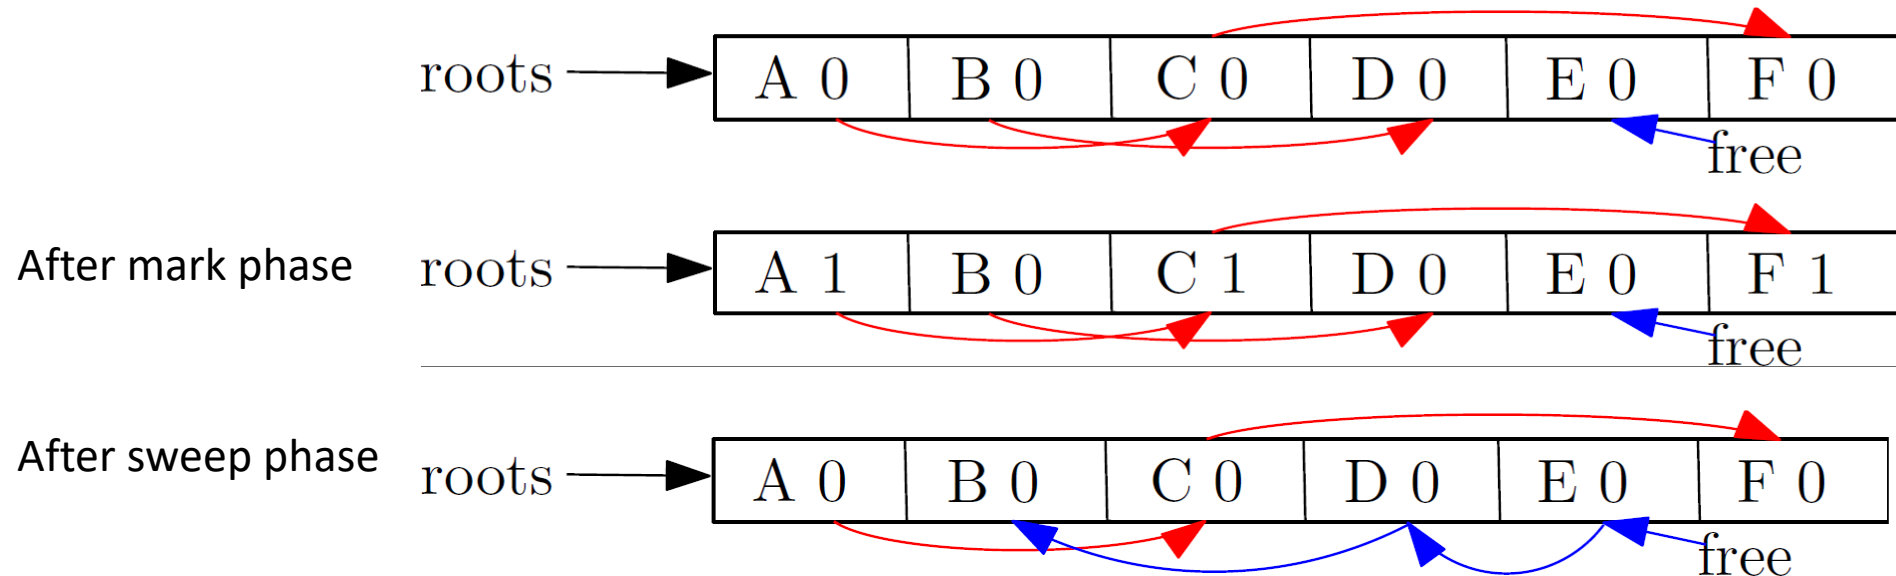 roots A 0 B 0 C 0 D 0 E 0 F 0
free
After mark phase roots A 1 B 0 C 1 D 0 E 0 F 1
free
After sweep phase roots A 0 B 0 C 0 D 0 E 0 F 0
free